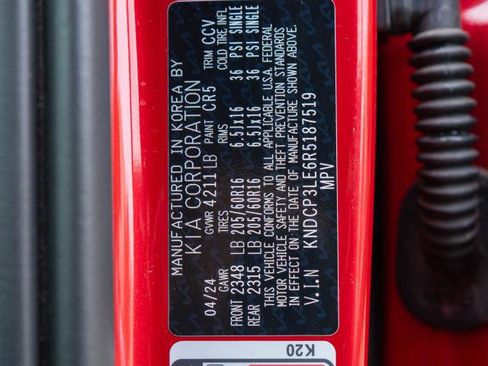 MANUFACTURED IN KOREA BY
KIA CORPORATION
04/24 GVWR 4211LB PAINT CR5 TRIM CCV
GAWR TIRES RIMS COLD TIRE INFL
FRONT 2348 LB 205/60R16 6.5Jx16 36 PSI SINGLE
REAR 2315 LB 205/60R16 6.5Jx16 36 PSI SINGLE
THIS VEHICLE CONFORMS TO ALL APPLICABLE U.S.A. FEDERAL
MOTOR VEHICLE SAFETY AND THEFT PREVENTION STANDARDS
IN EFFECT ON THE DATE OF MANUFACTURE SHOWN ABOVE.
V.I.N KNDCP3LE6R5187519
MPV
K20